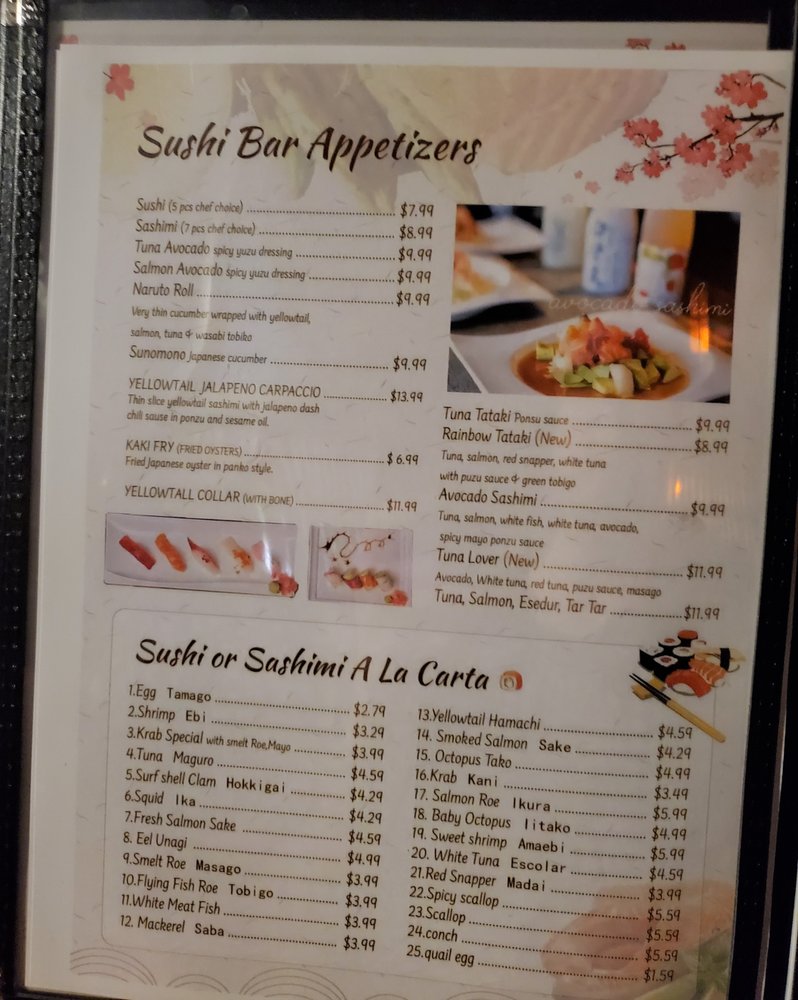 Sushi Bar Appetizers
Sushi (5 pcs chef choice) $7.99
Sashimi (7 pcs chef choice) $8.99
Tuna Avocado spicy yuzu dressing $9.99
Salmon Avocado spicy yuzu dressing $9.99
Naruto Roll $9.99
Very thin cucumber wrapped with yellowtail,
salmon, tuna & wasabi tobiko
Sunomono Japanese cucumber $9.99
YELLOWTAIL JALAPENO CARPACCIO $13.99
Thin slice yellowtail sashimi with jalapeno dash
chili sause in ponzu and sesame oil.
KAKI FRY (FRIED OYSTERS) $ 6.99
Fried Japanese oyster in panko style.
YELLOWTALL COLLAR (WITH BONE) $11.99
avocado sashimi
Tuna Tataki Ponsu sauce $9.99
Rainbow Tataki (New) $8.99
Tuna, salmon, red snapper, white tuna
with puzu sauce & green tobigo
Avocado Sashimi $9.99
Tuna, salmon, white fish, white tuna, avocado,
spicy mayo ponzu sauce
Tuna Lover (New) $11.99
Avocado, White tuna, red tuna, puzu sauce, masago
Tuna, Salmon, Esedur, Tar Tar $11.99
Sushi or Sashimi A La Carta
1.Egg Tamago $2.79
2.Shrimp Ebi $3.29
3.Krab Special with smelt Roe,Mayo $3.99
4.Tuna Maguro $4.59
5.Surf shell Clam Hokkigai $4.29
6.Squid Ika $4.29
7.Fresh Salmon Sake $4.59
8. Eel Unagi $4.99
9.Smelt Roe Masago $3.99
10.Flying Fish Roe Tobigo $3.99
11.White Meat Fish $3.99
12. Mackerel Saba $3.99
13.Yellowtail Hamachi $4.59
14. Smoked Salmon Sake $4.29
15. Octopus Tako $4.99
16.Krab Kani $3.49
17. Salmon Roe Ikura $5.99
18. Baby Octopus Iitako $4.99
19. Sweet shrimp Amaebi $5.99
20. White Tuna Escolar $4.59
21.Red Snapper Madai $3.99
22.Spicy scallop $5.59
23.Scallop $5.59
24.conch $5.59
25.quail egg $1.59